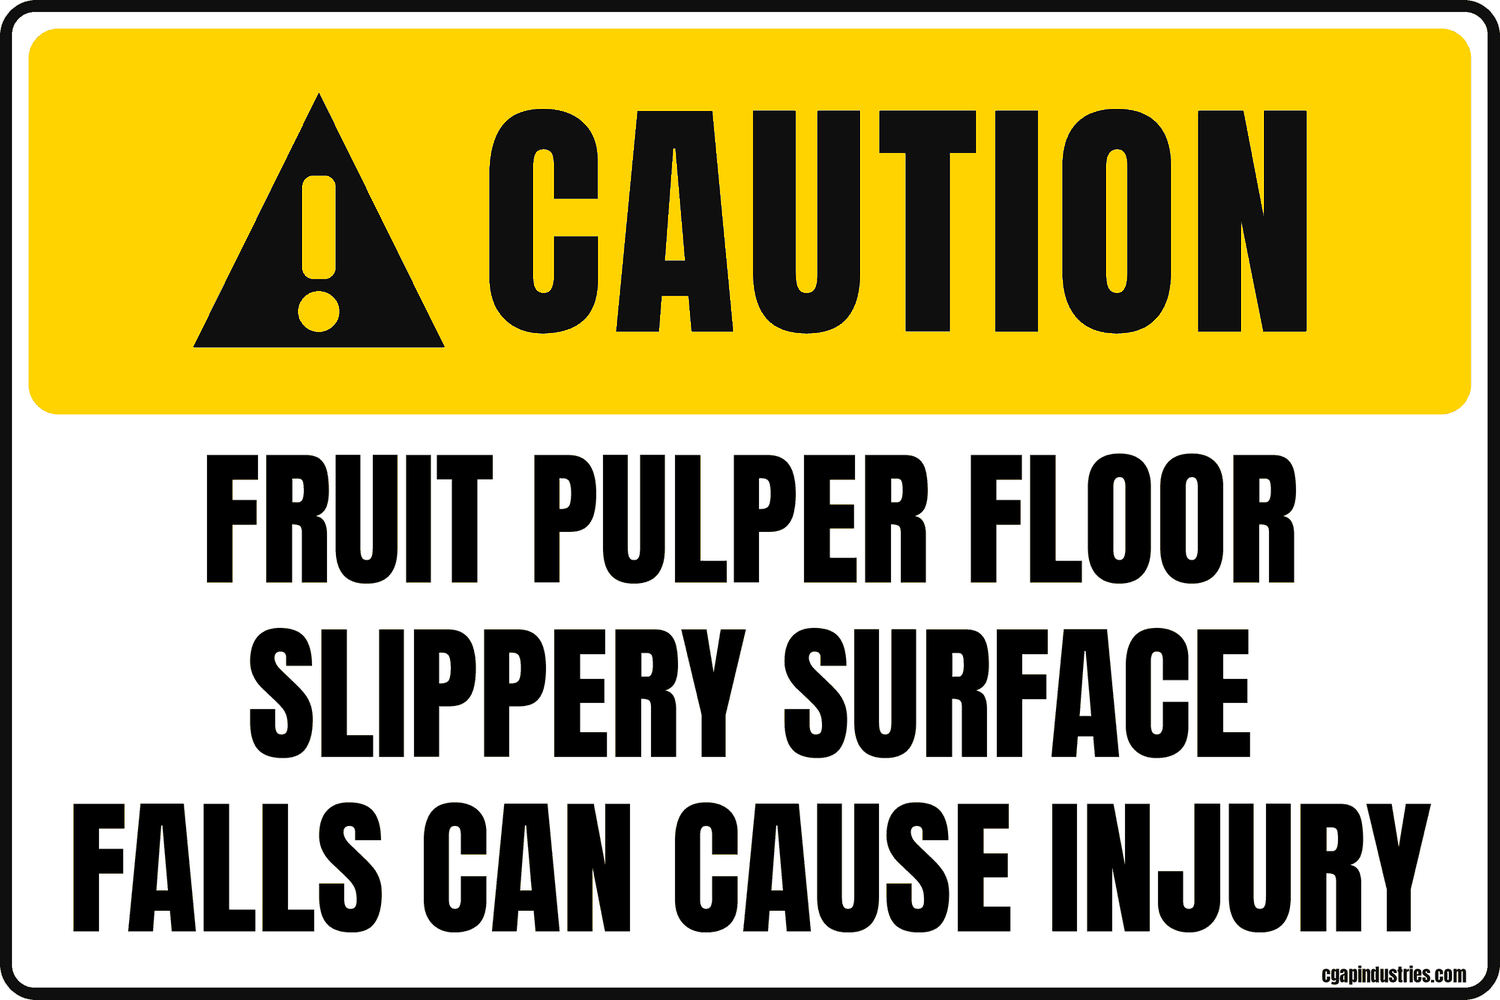 CAUTION
FRUIT PULPER FLOOR
SLIPPERY SURFACE
FALLS CAN CAUSE INJURY
cgapindustries.com